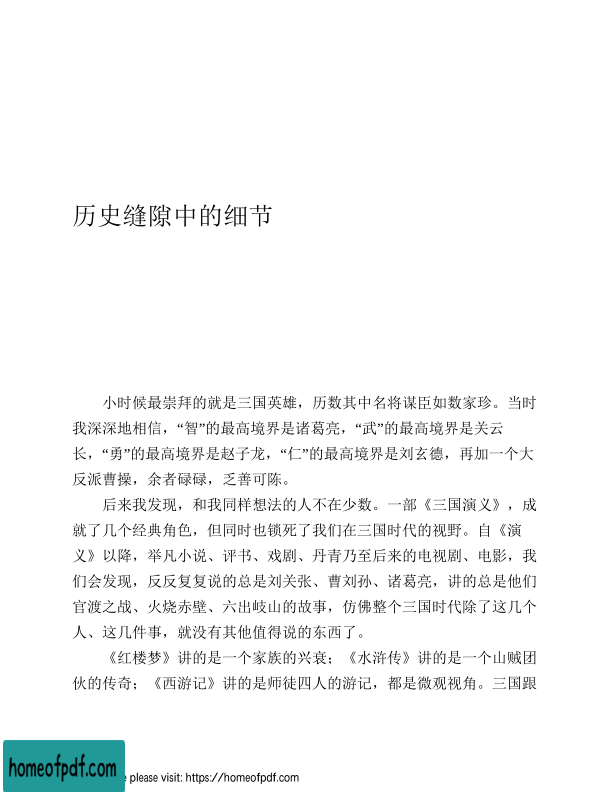 历史缝隙中的细节
小时候最崇拜的就是三国英雄，历数其中名将谋臣如数家珍。当时
我深深地相信，“智”的最高境界是诸葛亮，“武”的最高境界是关云
长，“勇”的最高境界是赵子龙，“仁”的最高境界是刘玄德，再加一个大
反派曹操，余者碌碌，乏善可陈。
后来我发现，和我同样想法的人不在少数。一部《三国演义》，成
就了几个经典角色，但同时也锁死了我们在三国时代的视野。自《演
义》以降，举凡小说、评书、戏剧、丹青乃至后来的电视剧、电影，我
们会发现，反反复复说的总是刘关张、曹刘孙、诸葛亮，讲的总是他们
官渡之战、火烧赤壁、六出岐山的故事，仿佛整个三国时代除了这几个
人、这几件事，就没有其他值得说的东西了。
《红楼梦》讲的是一个家族的兴衰；《水浒传》讲的是一个山贼团
伙的传奇；《西游记》讲的是师徒四人的游记，都是微观视角。三国跟
homeofpdf.com
please visit: https://homeofpdf.com